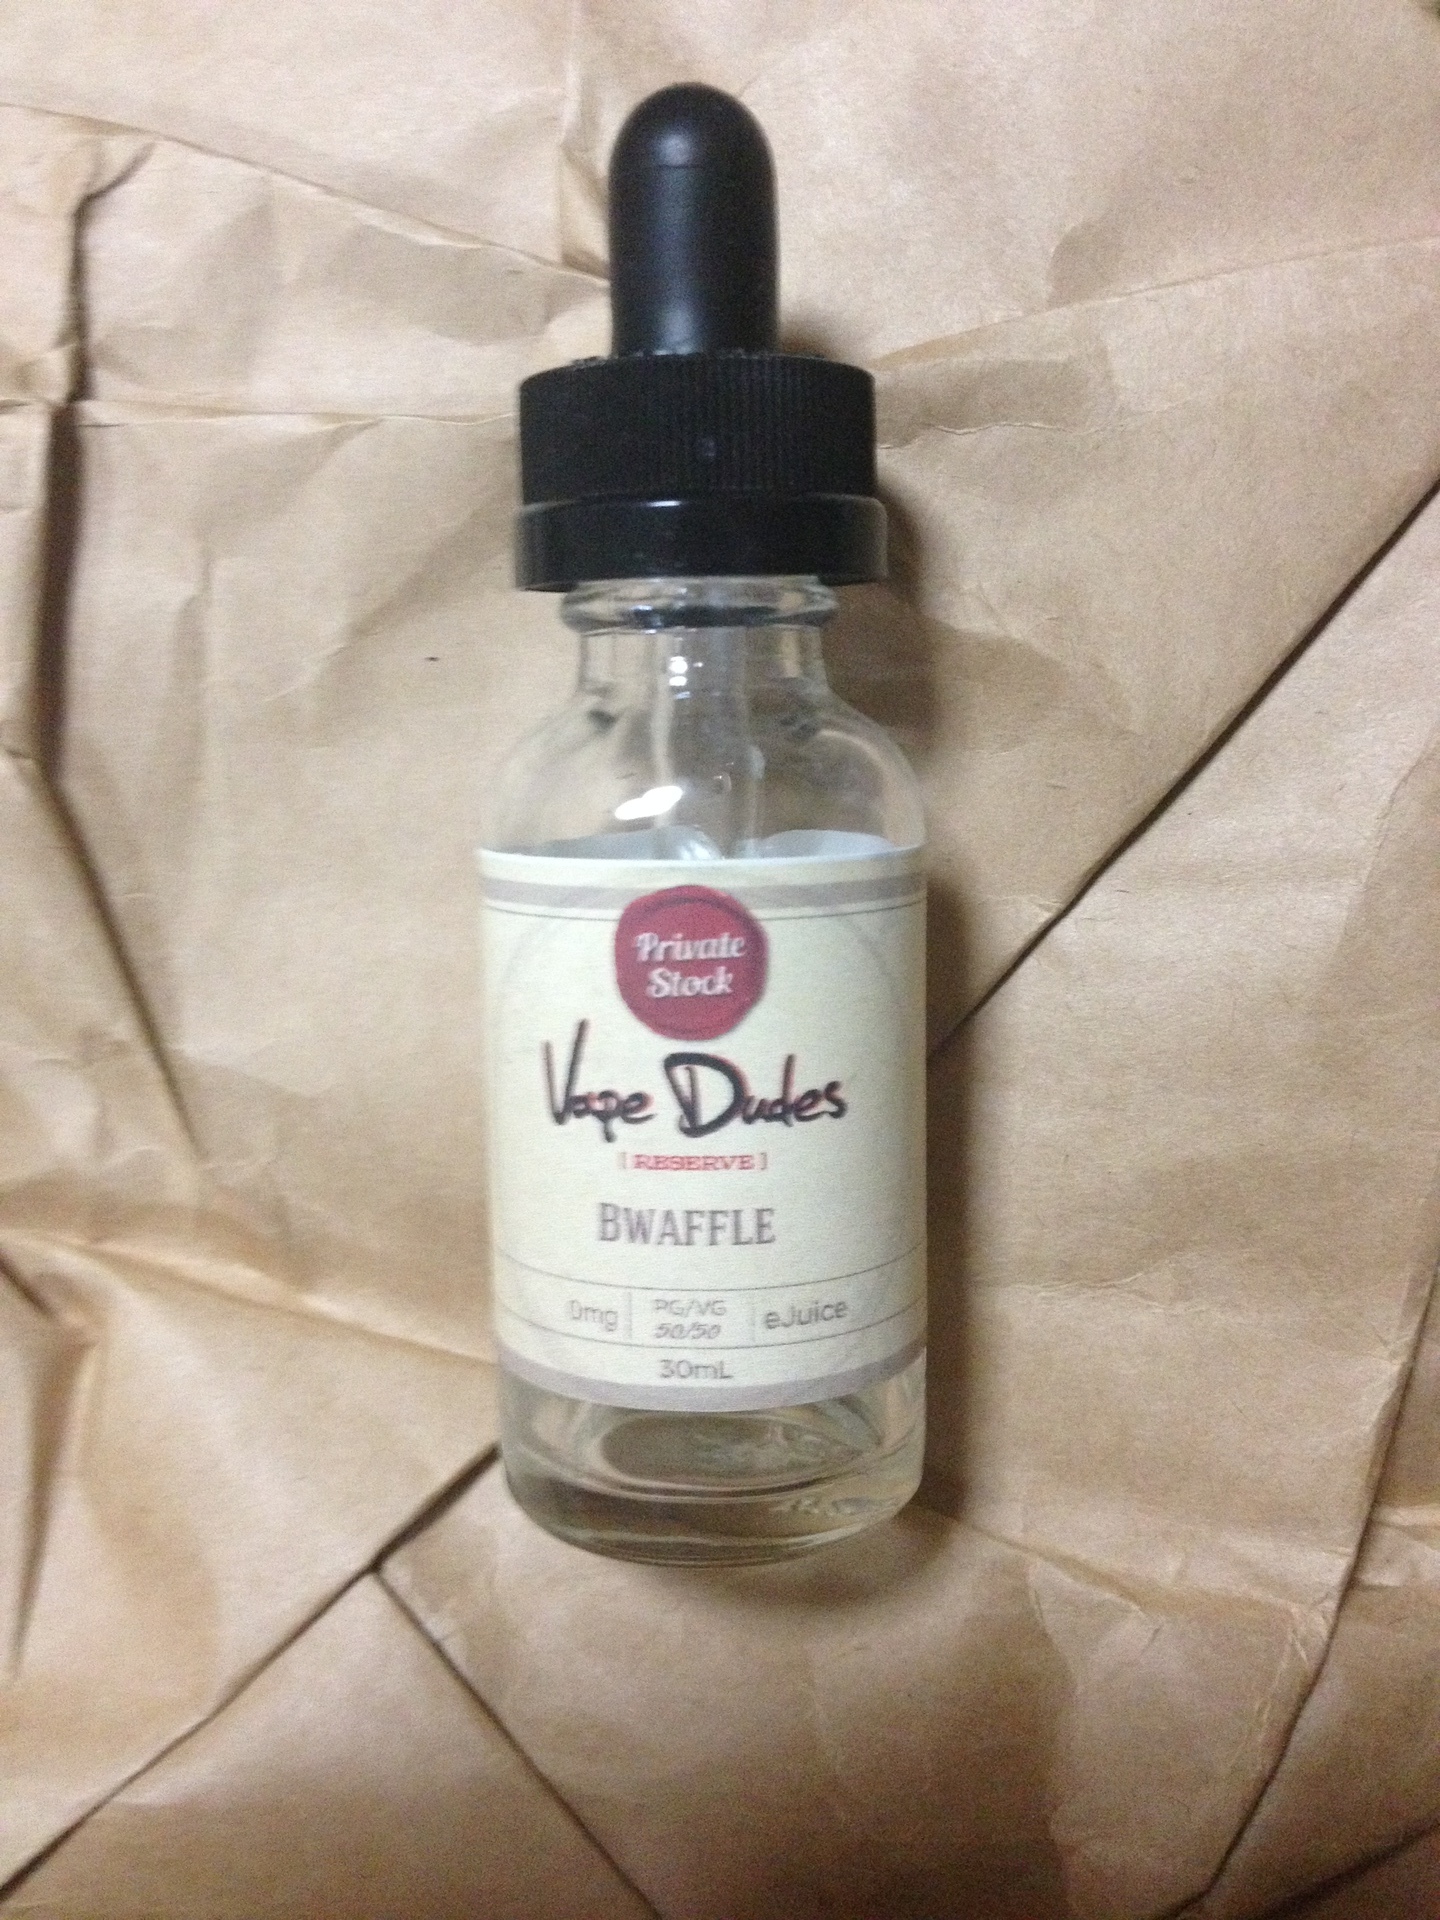 Private
Stock
Vape Dudes
[ RESERVE ]
BWAFFLE
0mg
PG/VG
50/50
eJuice
30mL